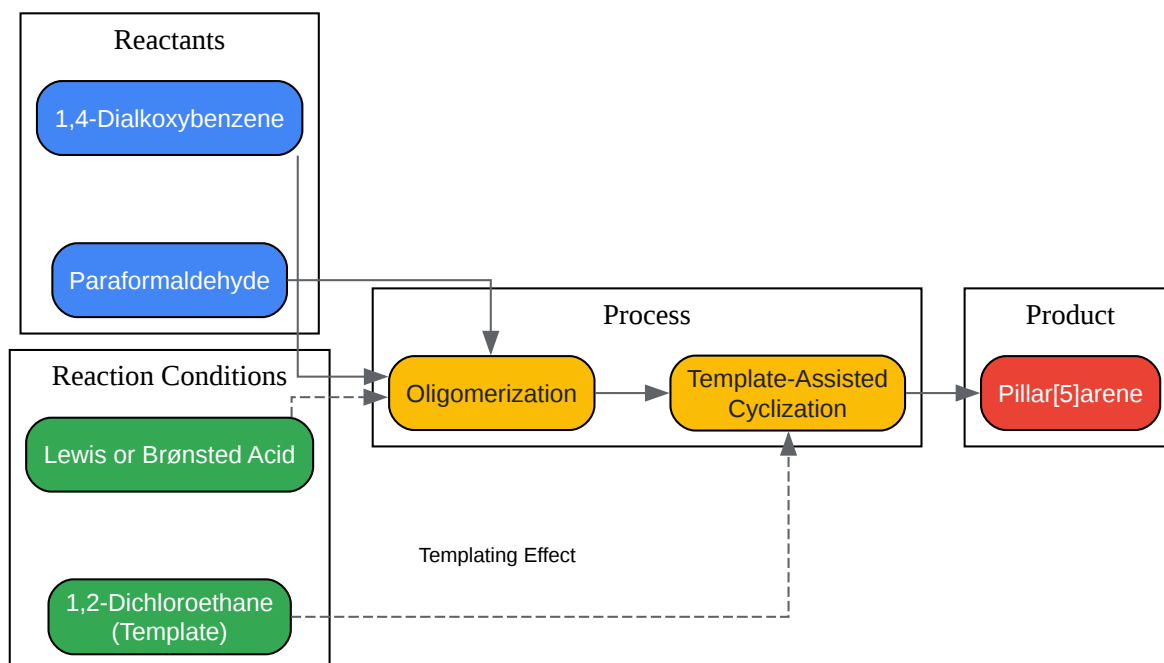 Reactants
1,4-Dialkoxybenzene
Paraformaldehyde
Reaction Conditions
Lewis or Brønsted Acid
1,2-Dichloroethane
(Template)
Process
Oligomerization
Template-Assisted
Cyclization
Templating Effect
Product
Pillar[5]arene